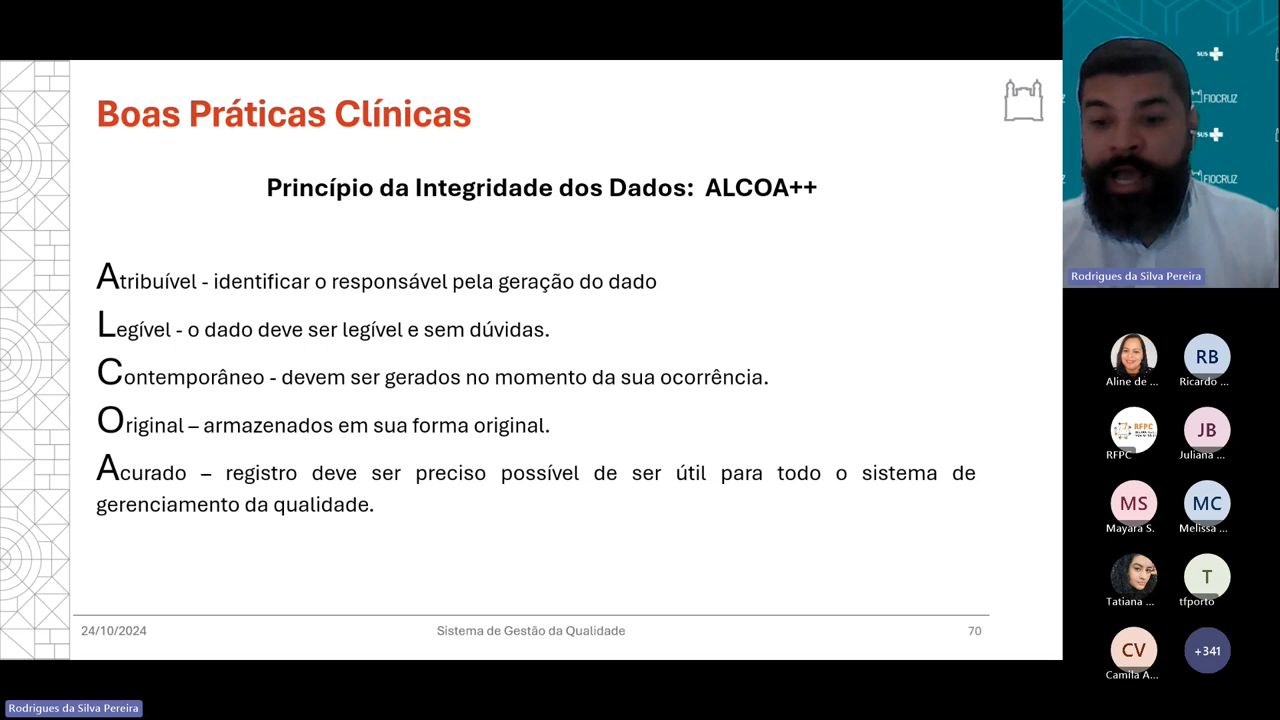 Boas Práticas Clínicas
Princípio da Integridade dos Dados: ALCOA++
Atribuível - identificar o responsável pela geração do dado
Legível - o dado deve ser legível e sem dúvidas.
Contemporâneo - devem ser gerados no momento da sua ocorrência.
Original – armazenados em sua forma original.
Acurado – registro deve ser preciso possível de ser útil para todo o sistema de
gerenciamento da qualidade.
24/10/2024
Sistema de Gestão da Qualidade
70
SUS
FIOCRUZ
SUS
FIOCRUZ
Rodrigues da Silva Pereira
Aline de ...
RB
Ricardo ...
RFPC
RFPC
JB
Juliana ...
MS
Mayara S.
MC
Melissa ...
Tatiana ...
T
tfporto
CV
Camila A...
+341
Rodrigues da Silva Pereira